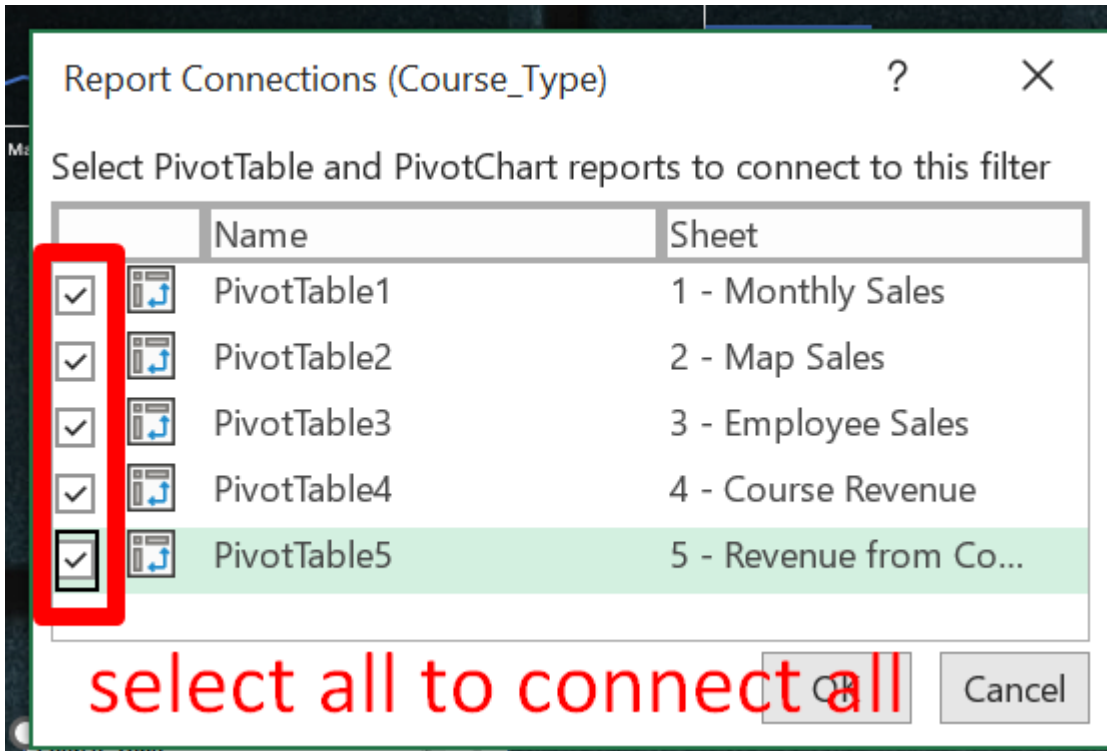 Report Connections (Course_Type) ? X
Ma
Select PivotTable and PivotChart reports to connect to this filter
Name Sheet
PivotTable1 1 - Monthly Sales
PivotTable2 2 - Map Sales
PivotTable3 3 - Employee Sales
PivotTable4 4 - Course Revenue
PivotTable5 5 - Revenue from Co...
select all to connect all
OK Cancel